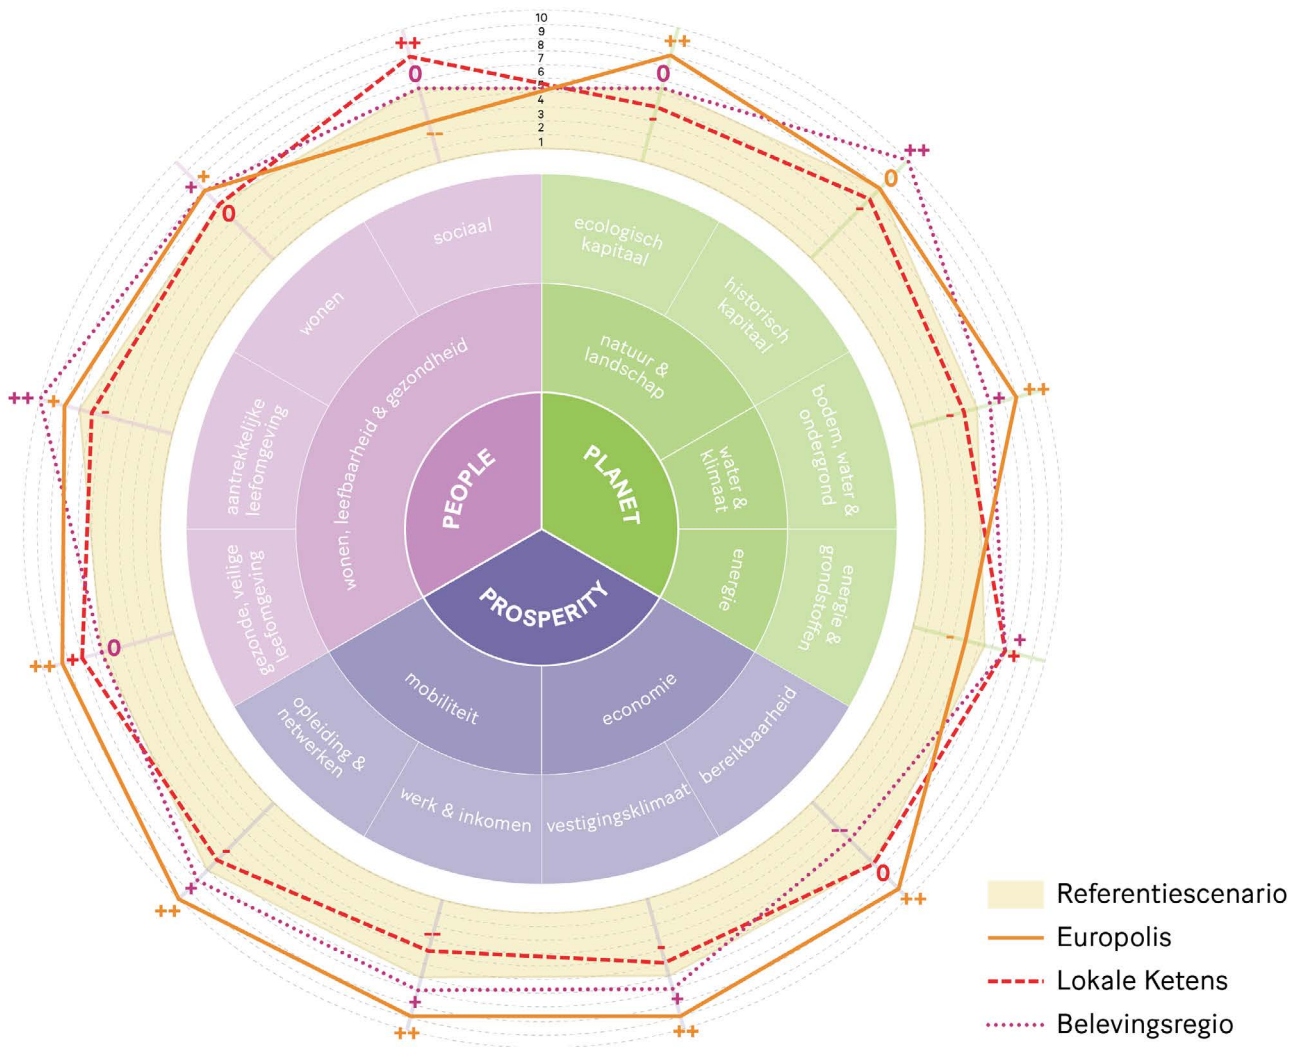 10
9
8
7
6
5
4
3
2
1
++
0
--
++
0
-
++
0
-
++
+
-
+
+
-
--
0
++
-
+
++
--
+
++
-
+
++
0
+
++
++
+
-
+
+
0
sociaal
wonen
aantrekkelijke
leefomgeving
gezonde, veilige
leefomgeving
ecologisch
kapitaal
historisch
kapitaal
bodem, water &
ondergrond
energie &
grondstoffen
wonen, leefbaarheid & gezondheid
natuur &
landschap
water &
klimaat
energie
PEOPLE
PLANET
PROSPERITY
mobiliteit
economie
opleiding &
netwerken
werk & inkomen
vestigingsklimaat
bereikbaarheid
Referentiescenario
Europolis
Lokale Ketens
Belevingsregio